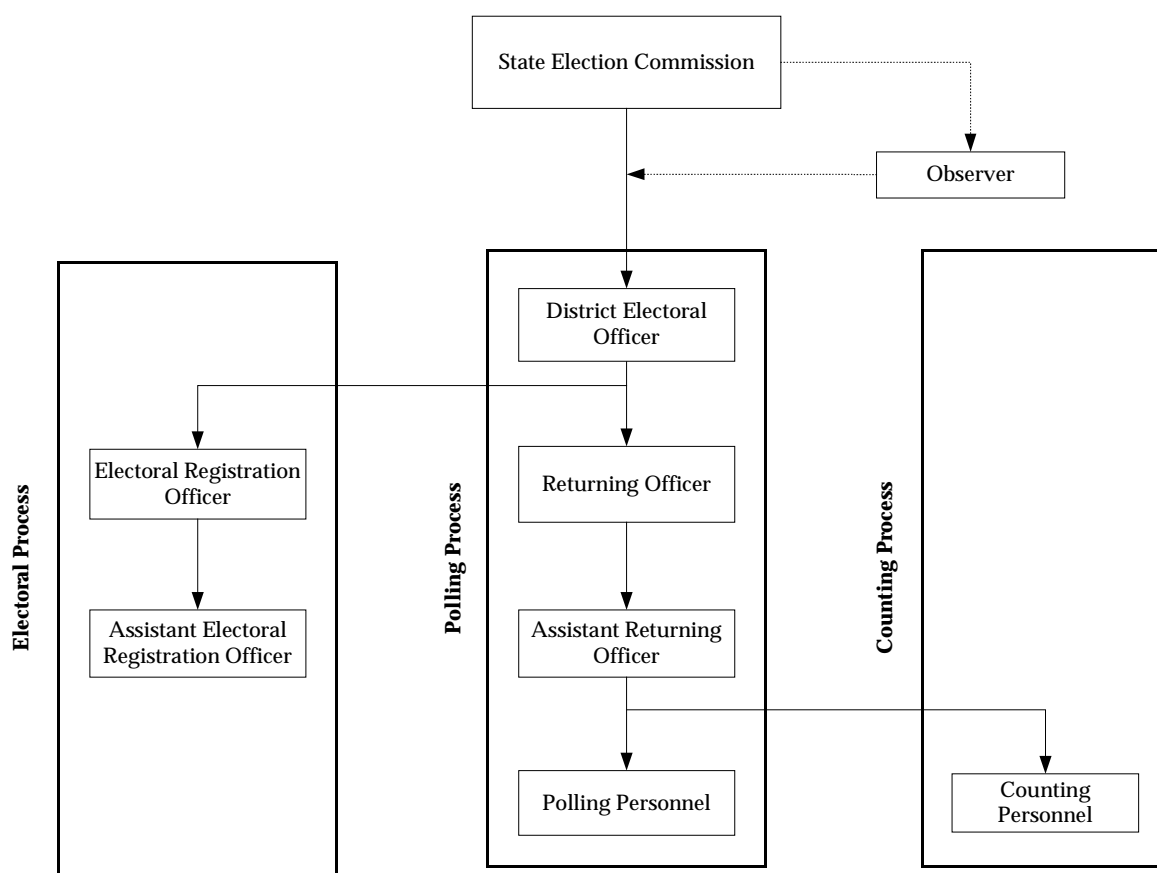 State Election Commission
Observer
District Electoral
Officer
Electoral Registration
Officer
Returning Officer
Electoral Process
Polling Process
Counting Process
Assistant Electoral
Registration Officer
Assistant Returning
Officer
Polling Personnel
Counting
Personnel